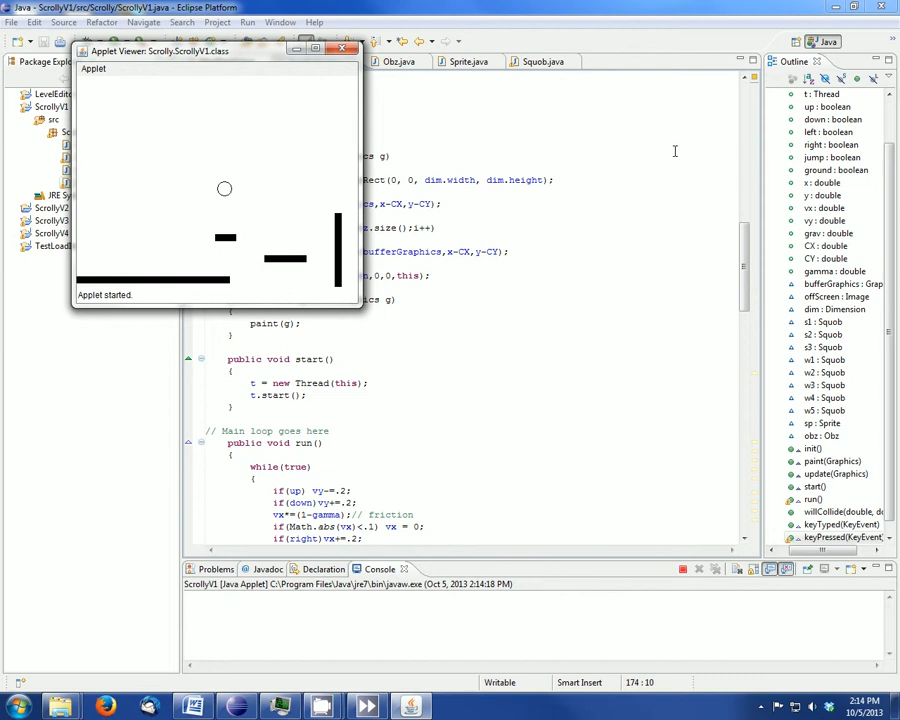 Java - ScrollyV1/src/Scrolly/ScrollyV1.java - Eclipse Platform
File Edit Source Refactor Navigate Search Project Run Window Help
Java
Applet Viewer: Scrolly.ScrollyV1.class
Applet
Applet started.
Package Explo
LevelEdito
ScrollyV1
src
Sc
JRE Sy
ScrollyV2
ScrollyV3
ScrollyV4
TestLoadI
Obz.java Sprite.java Squob.java
cs g)
Rect(0, 0, dim.width, dim.height);
cs,x-CX,y-CY);
z.size();i++)
bufferGraphics,x-CX,y-CY);
n,0,0,this);
cs g)
{
paint(g);
}
public void start()
{
t = new Thread(this);
t.start();
}
// Main loop goes here
public void run()
{
while(true)
{
if(up) vy-=.2;
if(down)vy+=.2;
vx*=(1-gamma);// friction
if(Math.abs(vx)<.1) vx = 0;
if(right)vx+=.2;
Outline
t : Thread
up : boolean
down : boolean
left : boolean
right : boolean
jump : boolean
ground : boolean
x : double
y : double
vx : double
vy : double
grav : double
CX : double
CY : double
gamma : double
bufferGraphics : Grap
offScreen : Image
dim : Dimension
s1 : Squob
s2 : Squob
s3 : Squob
w1 : Squob
w2 : Squob
w3 : Squob
w4 : Squob
w5 : Squob
sp : Sprite
obz : Obz
init()
paint(Graphics)
update(Graphics)
start()
run()
willCollide(double, do
keyTyped(KeyEvent)
keyPressed(KeyEvent)
Problems Javadoc Declaration Console
ScrollyV1 [Java Applet] C:\Program Files\Java\jre7\bin\javaw.exe (Oct 5, 2013 2:14:18 PM)
Writable Smart Insert 174 : 10
2:14 PM
10/5/2013